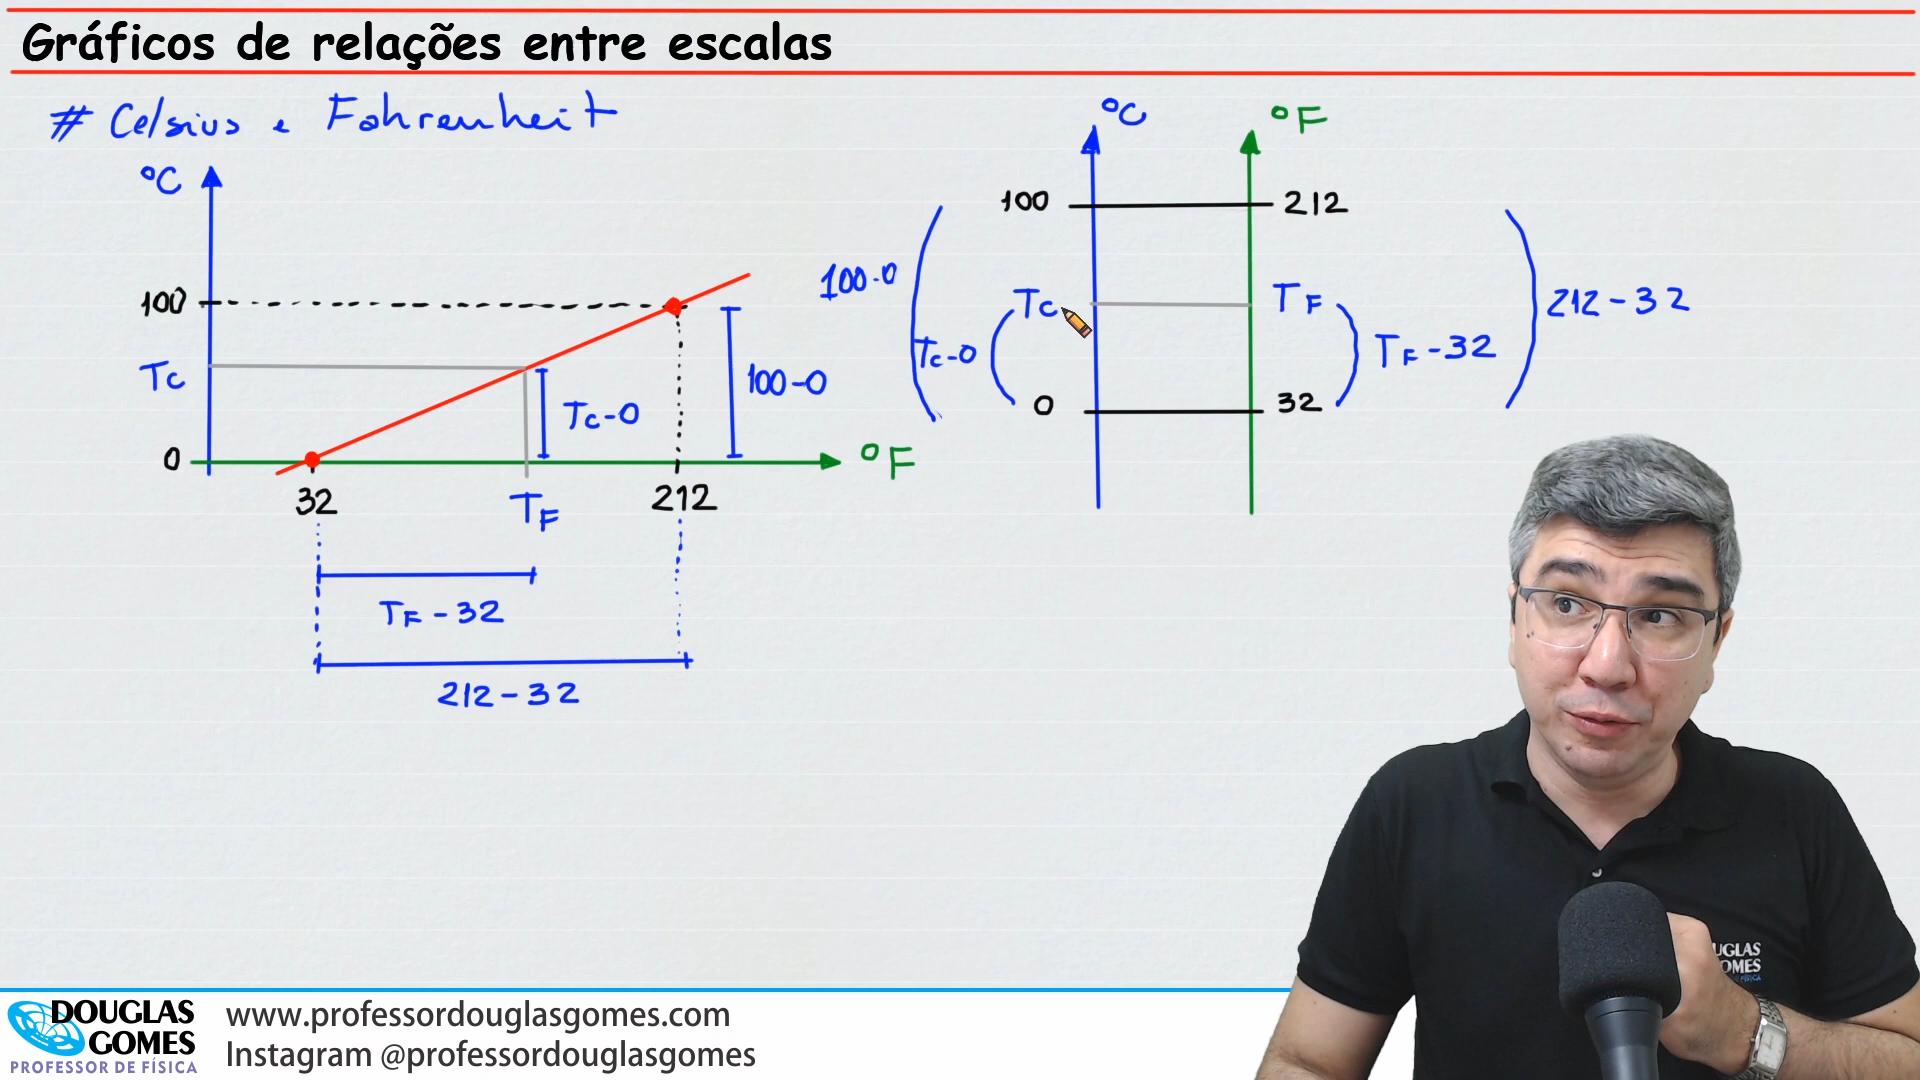 Gráficos de relações entre escalas
# Celsius e Fahrenheit
°C
100
Tc
0
32
TF
212
°F
Tc-0
100-0
TF-32
212-32
°C
°F
100
212
100-0
Tc
TF
212-32
Tc-0
TF-32
0
32
UGLAS
OMES
DOUGLAS
GOMES
PROFESSOR DE FÍSICA
www.professordouglasgomes.com
Instagram @professordouglasgomes